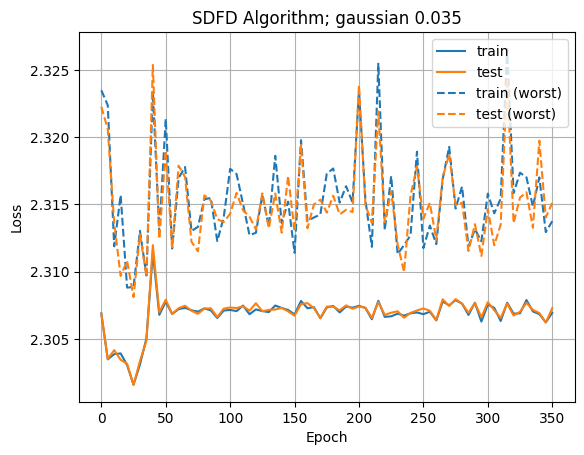 SDFD Algorithm; gaussian 0.035
Loss
2.325
2.320
2.315
2.310
2.305
train
test
train (worst)
test (worst)
0 50 100 150 200 250 300 350
Epoch